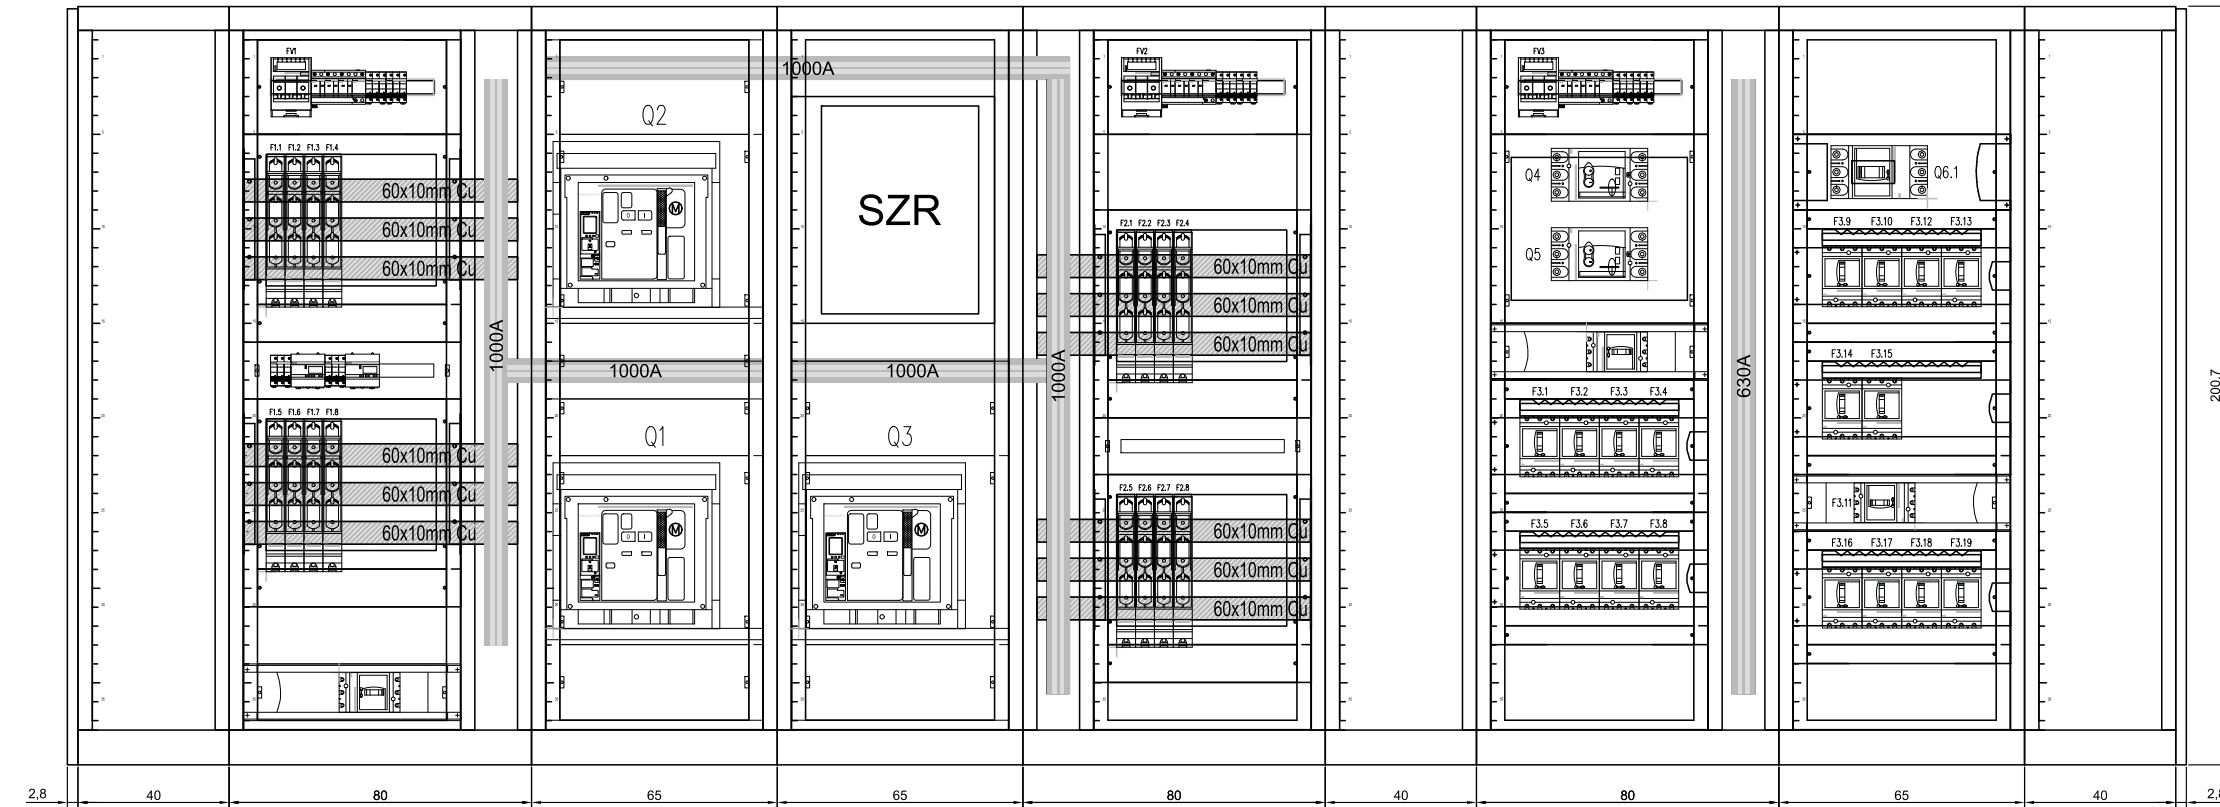 FV1
F1.1 F1.2 F1.3 F1.4
60x10mm Cu
60x10mm Cu
60x10mm Cu
F1.5 F1.6 F1.7 F1.8
60x10mm Cu
60x10mm Cu
60x10mm Cu
1000A
1000A
Q2
M
SZR
1000A
1000A
1000A
Q1
M
Q3
M
FV2
F2.1 F2.2 F2.3 F2.4
60x10mm Cu
60x10mm Cu
60x10mm Cu
F2.5 F2.6 F2.7 F2.8
60x10mm Cu
60x10mm Cu
60x10mm Cu
FV3
Q4
Q5
F3.1 F3.2 F3.3 F3.4
F3.5 F3.6 F3.7 F3.8
630A
Q6.1
F3.9 F3.10 F3.12 F3.13
F3.14 F3.15
F3.11
F3.16 F3.17 F3.18 F3.19
200.7
2,8 40 80 65 65 80 40 80 65 40 2,8